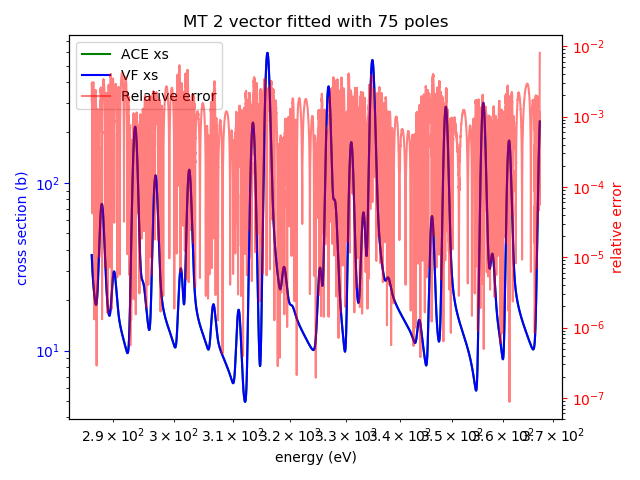 MT 2 vector fitted with 75 poles
ACE xs
VF xs
Relative error
cross section (b)
10²
10¹
10⁻²
10⁻³
10⁻⁴
10⁻⁵
10⁻⁶
10⁻⁷
relative error
2.9 × 10² 3 × 10² 3.1 × 10² 3.2 × 10² 3.3 × 10² 3.4 × 10² 3.5 × 10² 3.6 × 10² 3.7 × 10²
energy (eV)